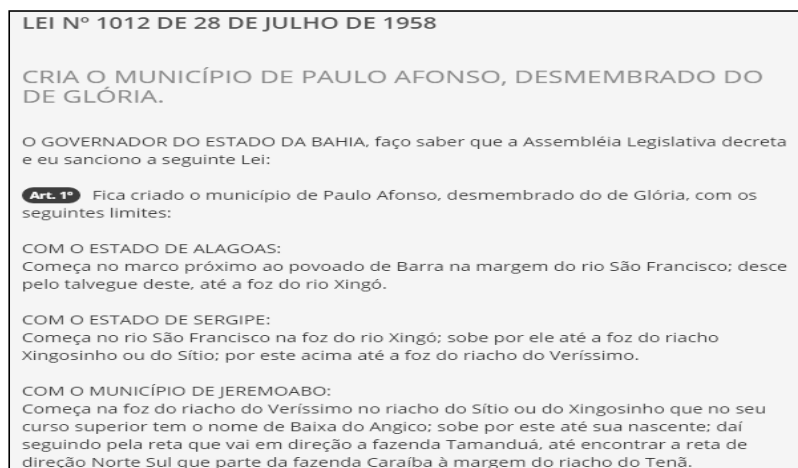 LEI Nº 1012 DE 28 DE JULHO DE 1958
CRIA O MUNICÍPIO DE PAULO AFONSO, DESMEMBRADO DO
DE GLÓRIA.
O GOVERNADOR DO ESTADO DA BAHIA, faço saber que a Assembléia Legislativa decreta
e eu sanciono a seguinte Lei:
Art. 1º Fica criado o município de Paulo Afonso, desmembrado do de Glória, com os
seguintes limites:
COM O ESTADO DE ALAGOAS:
Começa no marco próximo ao povoado de Barra na margem do rio São Francisco; desce
pelo talvegue deste, até a foz do rio Xingó.
COM O ESTADO DE SERGIPE:
Começa no rio São Francisco na foz do rio Xingó; sobe por ele até a foz do riacho
Xingosinho ou do Sítio; por este acima até a foz do riacho do Veríssimo.
COM O MUNICÍPIO DE JEREMOABO:
Começa na foz do riacho do Veríssimo no riacho do Sítio ou do Xingosinho que no seu
curso superior tem o nome de Baixa do Angico; sobe por este até sua nascente; daí
seguindo pela reta que vai em direção a fazenda Tamanduá, até encontrar a reta de
direção Norte Sul que parte da fazenda Caraíba à margem do riacho do Tenã.